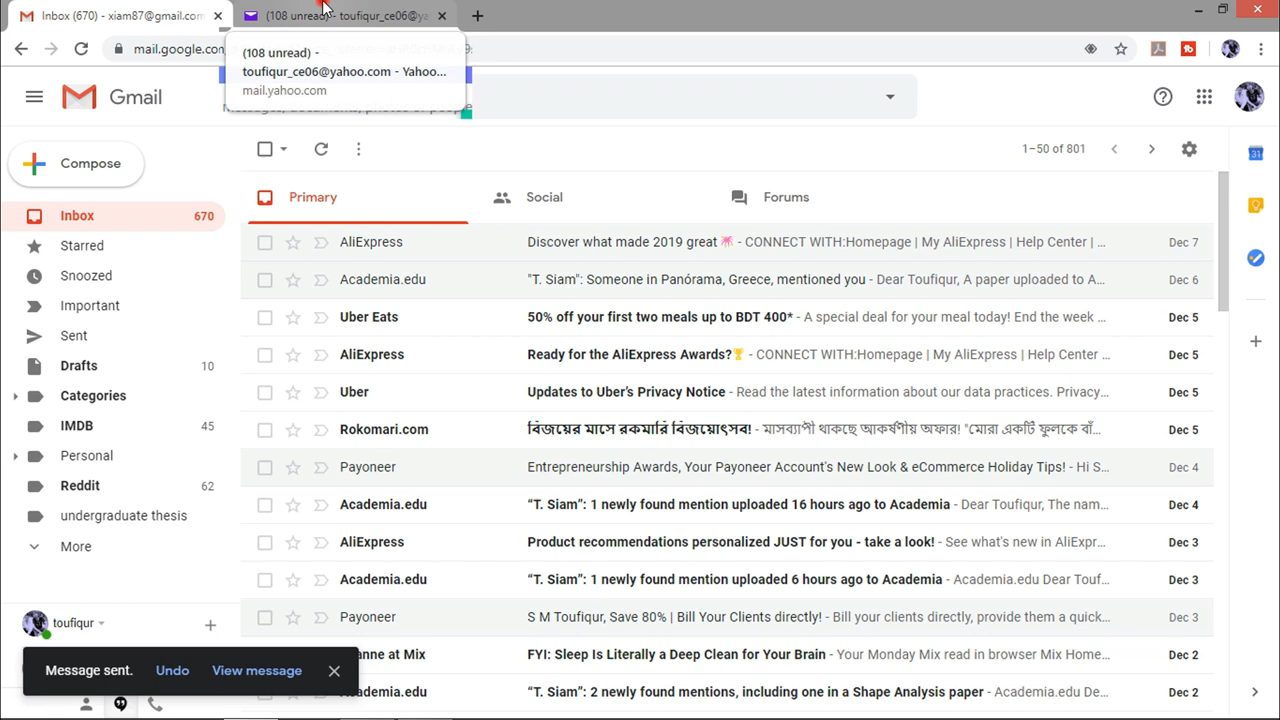 Inbox (670) - xiam87@gmail.com
(108 unread) - toufiqur_ce06@ya
mail.google.co
(108 unread) -
toufiqur_ce06@yahoo.com - Yahoo...
mail.yahoo.com
Gmail
Compose
1–50 of 801
Inbox 670
Starred
Snoozed
Important
Sent
Drafts 10
Categories
IMDB 45
Personal
Reddit 62
undergraduate thesis
More
toufiqur
Primary Social Forums
AliExpress Discover what made 2019 great - CONNECT WITH:Homepage | My AliExpress | Help Center | ... Dec 7
Academia.edu "T. Siam": Someone in Panórama, Greece, mentioned you - Dear Toufiqur, A paper uploaded to A... Dec 6
Uber Eats 50% off your first two meals up to BDT 400* - A special deal for your meal today! End the week ... Dec 5
AliExpress Ready for the AliExpress Awards?🏆 - CONNECT WITH:Homepage | My AliExpress | Help Center ... Dec 5
Uber Updates to Uber's Privacy Notice - Read the latest information about our data practices. Privacy... Dec 5
Rokomari.com বিজয়ের মাসে রকমারি বিজয়োৎসব! - মাসব্যাপী থাকছে আকর্ষণীয় অফার! "মোরা একটি ফুলকে বাঁ... Dec 5
Payoneer Entrepreneurship Awards, Your Payoneer Account's New Look & eCommerce Holiday Tips! - Hi S... Dec 4
Academia.edu “T. Siam”: 1 newly found mention uploaded 16 hours ago to Academia - Dear Toufiqur, The nam... Dec 4
AliExpress Product recommendations personalized JUST for you - take a look! - See what's new in AliExpr... Dec 3
Academia.edu “T. Siam”: 1 newly found mention uploaded 6 hours ago to Academia - Academia.edu Dear Touf... Dec 3
Payoneer S M Toufiqur, Save 80% | Bill Your Clients directly! - Bill your clients directly, provide them a quick... Dec 3
anne at Mix FYI: Sleep Is Literally a Deep Clean for Your Brain - Your Monday Mix read in browser Mix Home... Dec 2
Academia.edu “T. Siam”: 2 newly found mentions, including one in a Shape Analysis paper - Academia.edu Dear Touf... Dec 2
Message sent. Undo View message
31